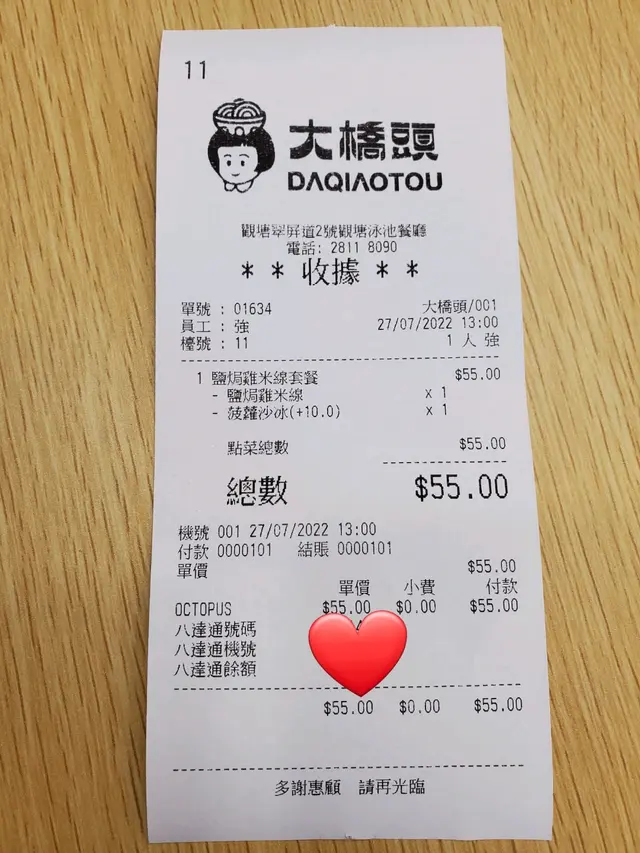 11
大橋頭
DAQIAOTOU
觀塘翠屏道2號觀塘泳池餐廳
電話: 2811 8090
* * 收據 * *
單號 : 01634 大橋頭/001
員工 : 強 27/07/2022 13:00
檯號 : 11 1 人 強
1 鹽焗雞米線套餐 $55.00
- 鹽焗雞米線 x 1
- 菠蘿沙冰(+10.0) x 1
點菜總數 $55.00
總數 $55.00
機號 001 27/07/2022 13:00
付款 0000101 結賬 0000101
單價 $55.00
單價 小費 付款
OCTOPUS $55.00 $0.00 $55.00
八達通號碼
八達通機號
八達通餘額
$55.00 $0.00 $55.00
多謝惠顧 請再光臨